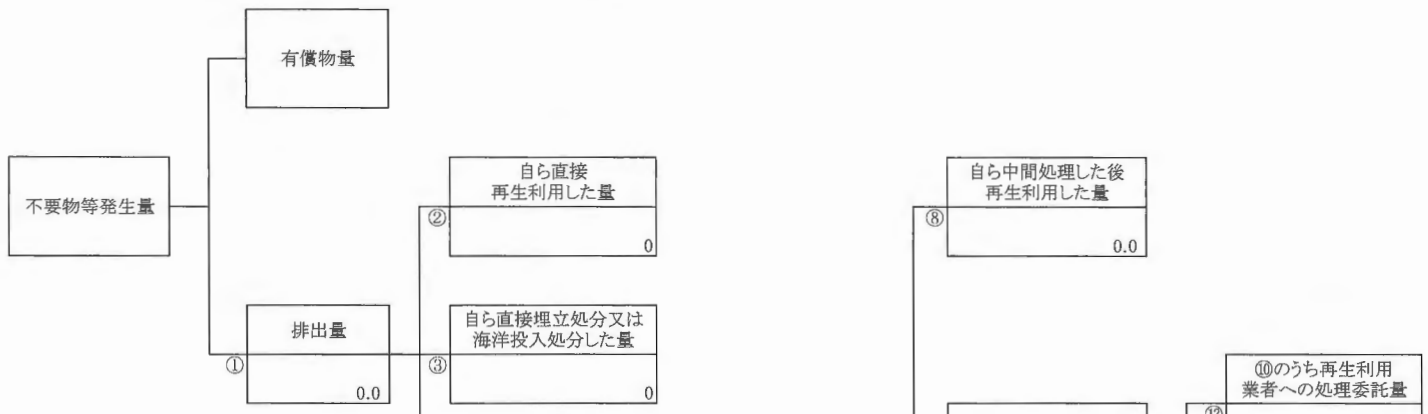 有償物量
不要物等発生量
自ら直接
再生利用した量
②
0
自ら中間処理した後
再生利用した量
⑧
0.0
排出量
①
0.0
自ら直接埋立処分又は
海洋投入処分した量
③
0
⑩のうち再生利用
業者への処理委託量
⑫